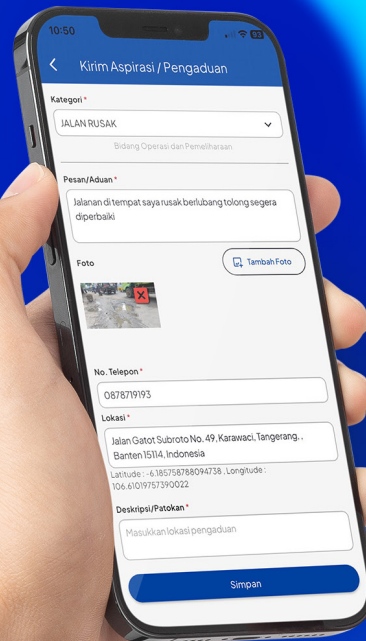 10:50
93
Kirim Aspirasi / Pengaduan
Kategori *
JALAN RUSAK
Bidang Operasi dan Pemeliharaan
Pesan/Aduan *
Jalanan di tempat saya rusak berlubang tolong segera
diperbaiki
Foto
Tambah Foto
No. Telepon *
0878719193
Lokasi *
Jalan Gatot Subroto No. 49, Karawaci, Tangerang, ,
Banten 15114, Indonesia
Latitude : -6.185758788094738 , Longitude :
106.61019757390022
Deskripsi/Patokan *
Masukkan lokasi pengaduan
Simpan